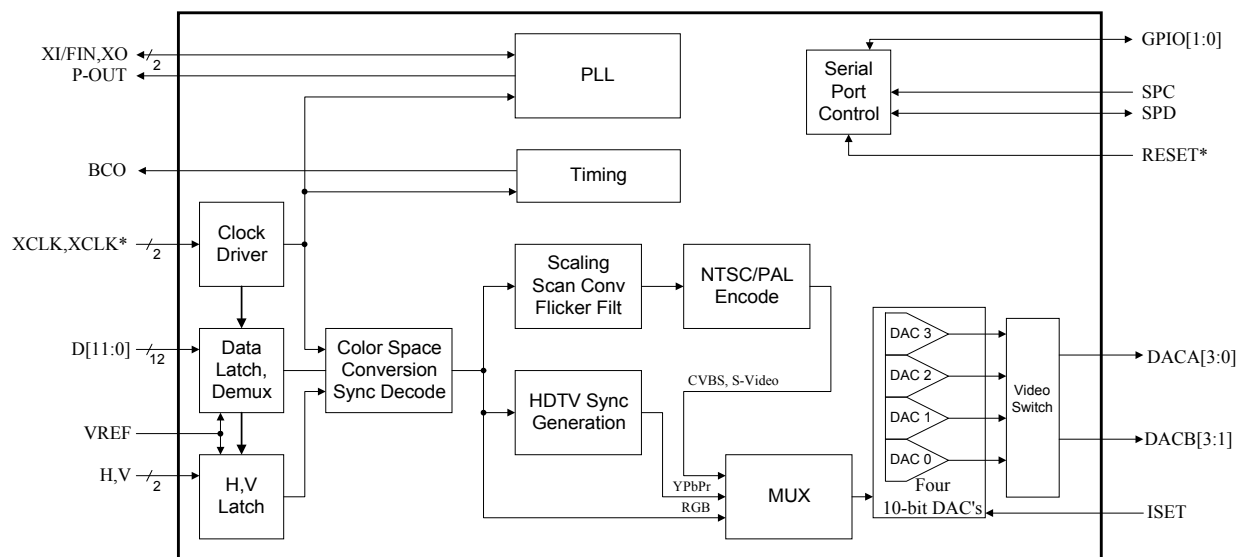 XI/FIN,XO
2
P-OUT
PLL
GPIO[1:0]
Serial
Port
Control
SPC
SPD
RESET*
BCO
Timing
XCLK,XCLK*
2
Clock
Driver
Scaling
Scan Conv
Flicker Filt
NTSC/PAL
Encode
D[11:0]
12
Data
Latch,
Demux
Color Space
Conversion
Sync Decode
HDTV Sync
Generation
CVBS, S-Video
DAC 3
DAC 2
DAC 1
DAC 0
Four
10-bit DAC's
Video
Switch
DACA[3:0]
DACB[3:1]
VREF
H,V
2
H,V
Latch
YPbPr
RGB
MUX
ISET